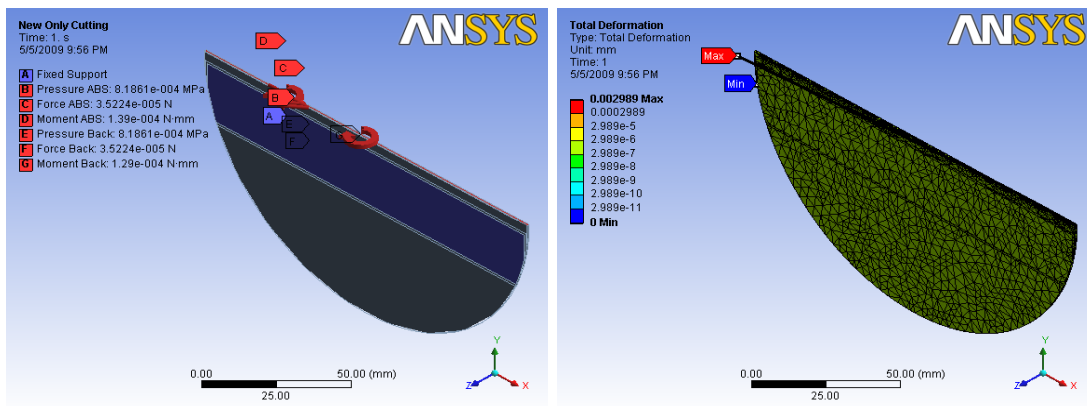 New Only Cutting
Time: 1. s
5/5/2009 9:56 PM
A Fixed Support
B Pressure ABS: 8.1861e-004 MPa
C Force ABS: 3.5224e-005 N
D Moment ABS: 1.39e-004 N·mm
E Pressure Back: 8.1861e-004 MPa
F Force Back: 3.5224e-005 N
G Moment Back: 1.29e-004 N·mm
ANSYS
D
C
B
A
E
F
0.00
50.00 (mm)
25.00
Y
Z
X
Total Deformation
Type: Total Deformation
Unit: mm
Time: 1
5/5/2009 9:56 PM
ANSYS
Max
Min
0.002989 Max
0.0002989
2.989e-5
2.989e-6
2.989e-7
2.989e-8
2.989e-9
2.989e-10
2.989e-11
0 Min
0.00
50.00 (mm)
25.00
Y
Z
X